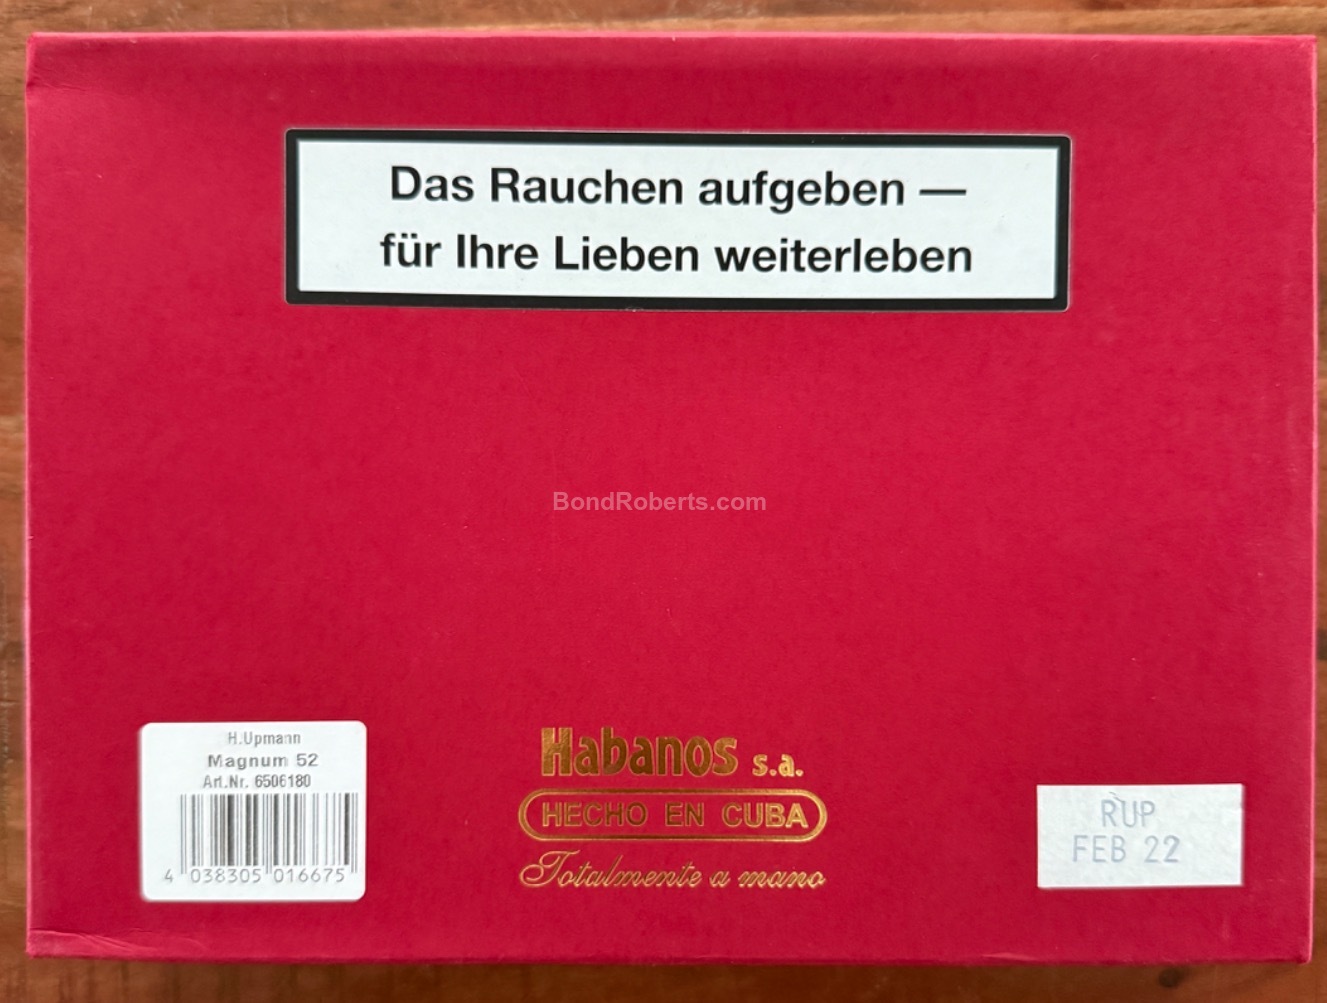 Das Rauchen aufgeben —
für Ihre Lieben weiterleben
BondRoberts.com
H.Upmann
Magnum 52
Art.Nr. 6506180
4 038305 016675
Habanos s.a.
HECHO EN CUBA
Totalmente a mano
RUP
FEB 22